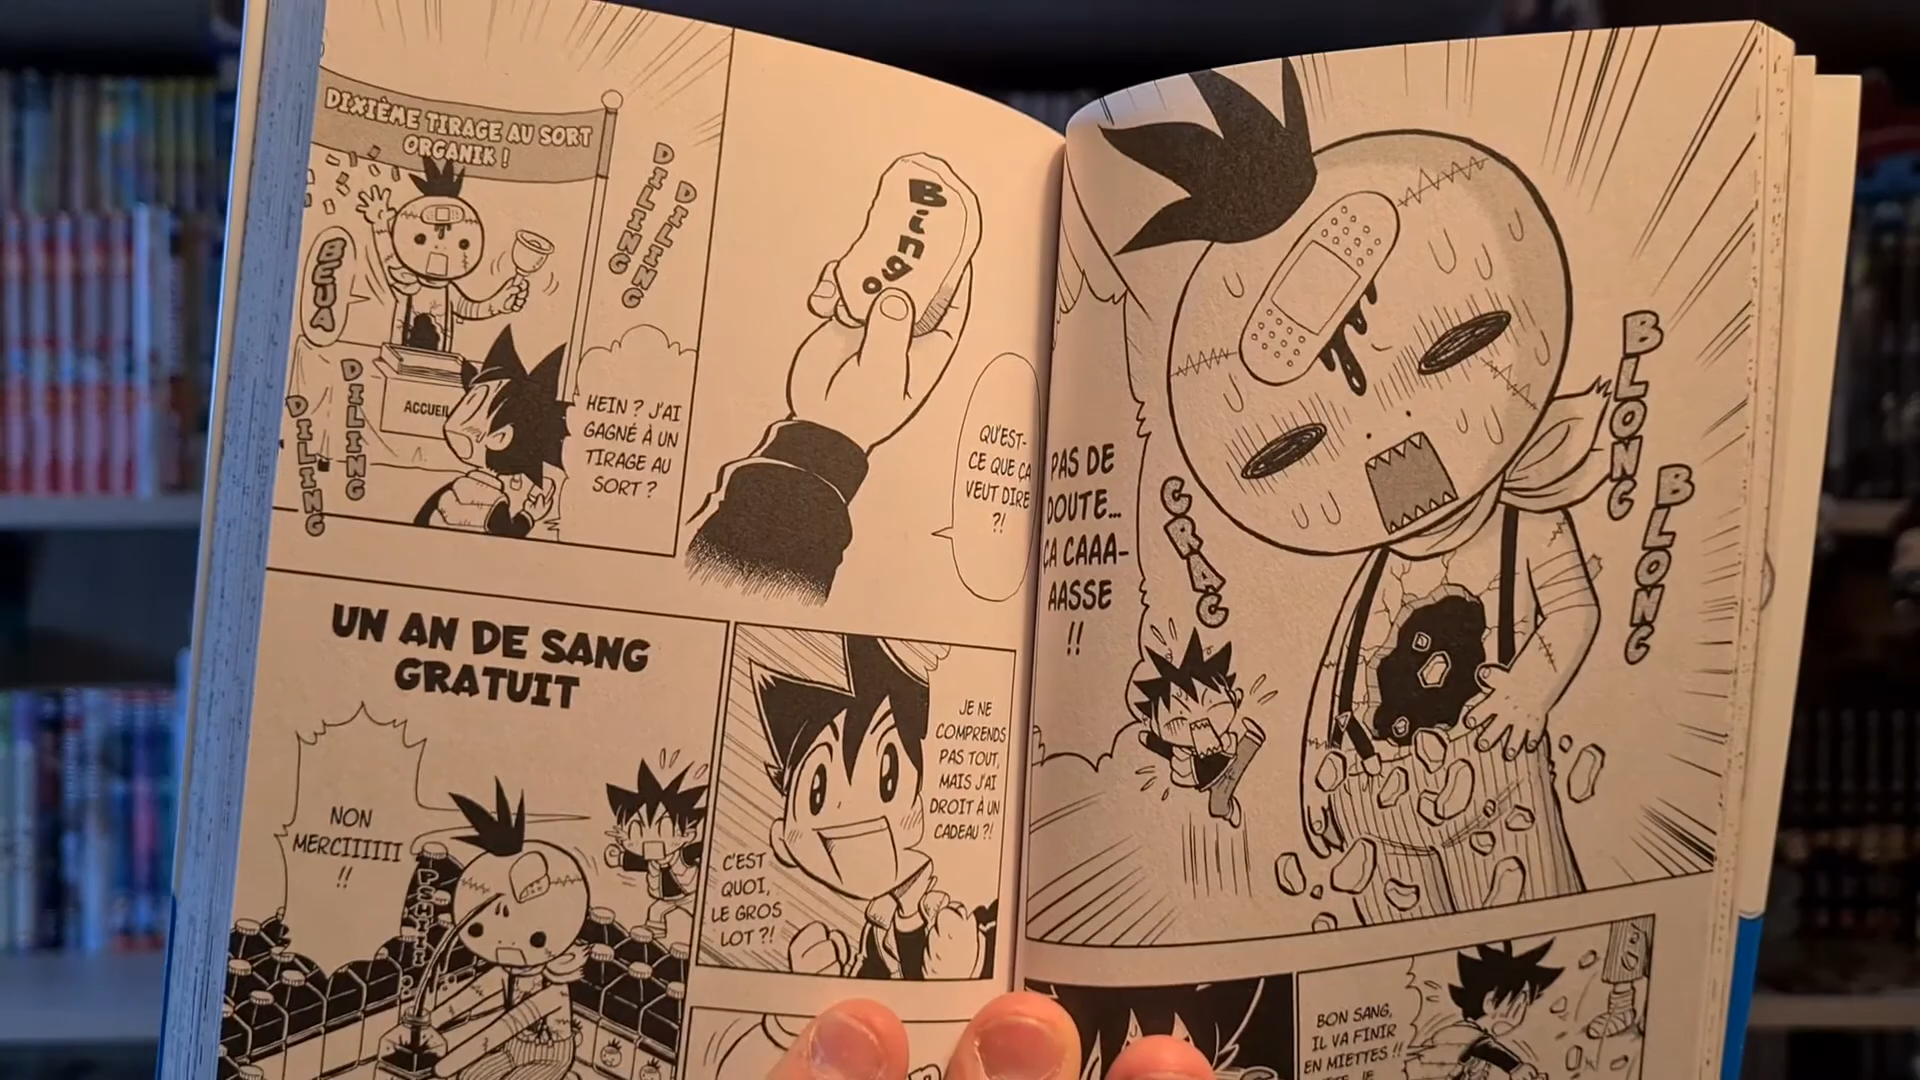 DIXIÈME TIRAGE AU SORT
ORGANIK !
DILING
DILING
BEUA
DILING
DILING
ACCUEIL
HEIN ? J'AI
GAGNÉ À UN
TIRAGE AU
SORT ?
Bingo
QU'EST-
CE QUE ÇA
VEUT DIRE
?!
UN AN DE SANG
GRATUIT
NON
MERCIIIIII
!!
PSHIII
JE NE
COMPRENDS
PAS TOUT,
MAIS J'AI
DROIT À UN
CADEAU ?!
C'EST
QUOI,
LE GROS
LOT ?!
PAS DE
DOUTE...
ÇA CAAA-
AASSE
!!
CRAC
BLONG
BLONG
BON SANG,
IL VA FINIR
EN MIETTES !!